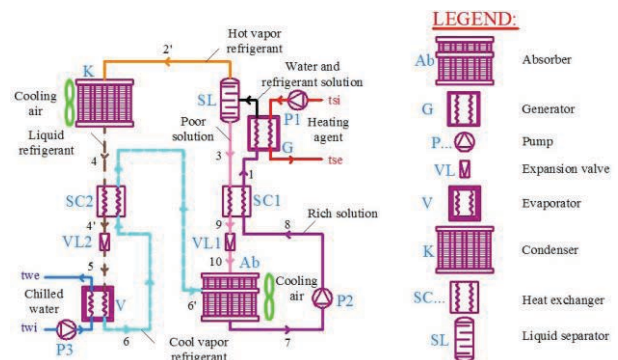 Hot vapor
refrigerant
2'
K
Cooling
air
SL
Water and
refrigerant solution
P1
tsi
Heating
agent
Liquid
refrigerant
Poor
solution
G
tse
4
3
1
SC2
SC1
Rich solution
4'
9
8
VL2
VL1
10
Ab
twe
5
Cooling
air
Chilled
water
V
6'
P2
twi
P3
6
7
Cool vapor
refrigerant
LEGEND:
Ab
Absorber
G
Generator
P...
Pump
VL
Expansion valve
V
Evaporator
K
Condenser
SC...
Heat exchanger
SL
Liquid separator